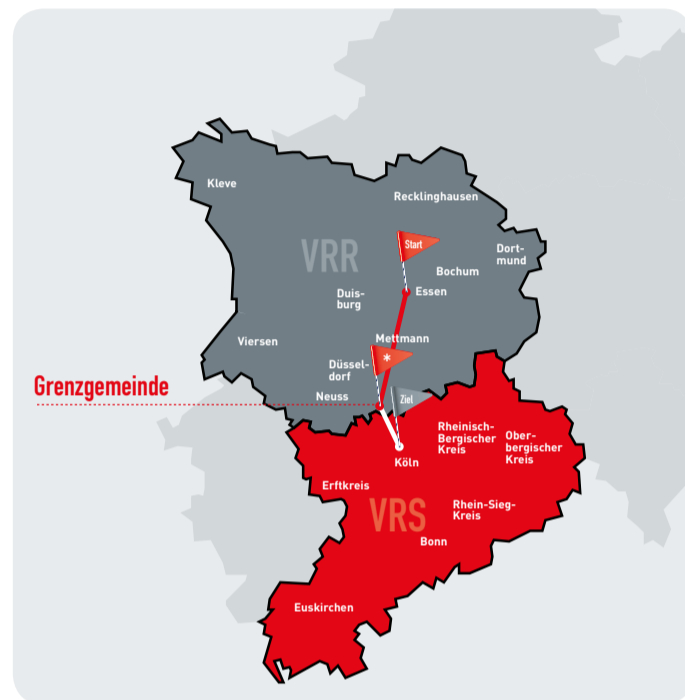 Kleve
Recklinghausen
VRR
Start
Dort-
mund
Bochum
Essen
Duis-
burg
Viersen
Mettmann
*
Düssel-
dorf
Grenzgemeinde
Neuss
Ziel
Rheinisch-
Bergischer
Kreis
Ober-
bergischer
Kreis
Köln
Erftkreis
VRS
Rhein-Sieg-
Kreis
Bonn
Euskirchen